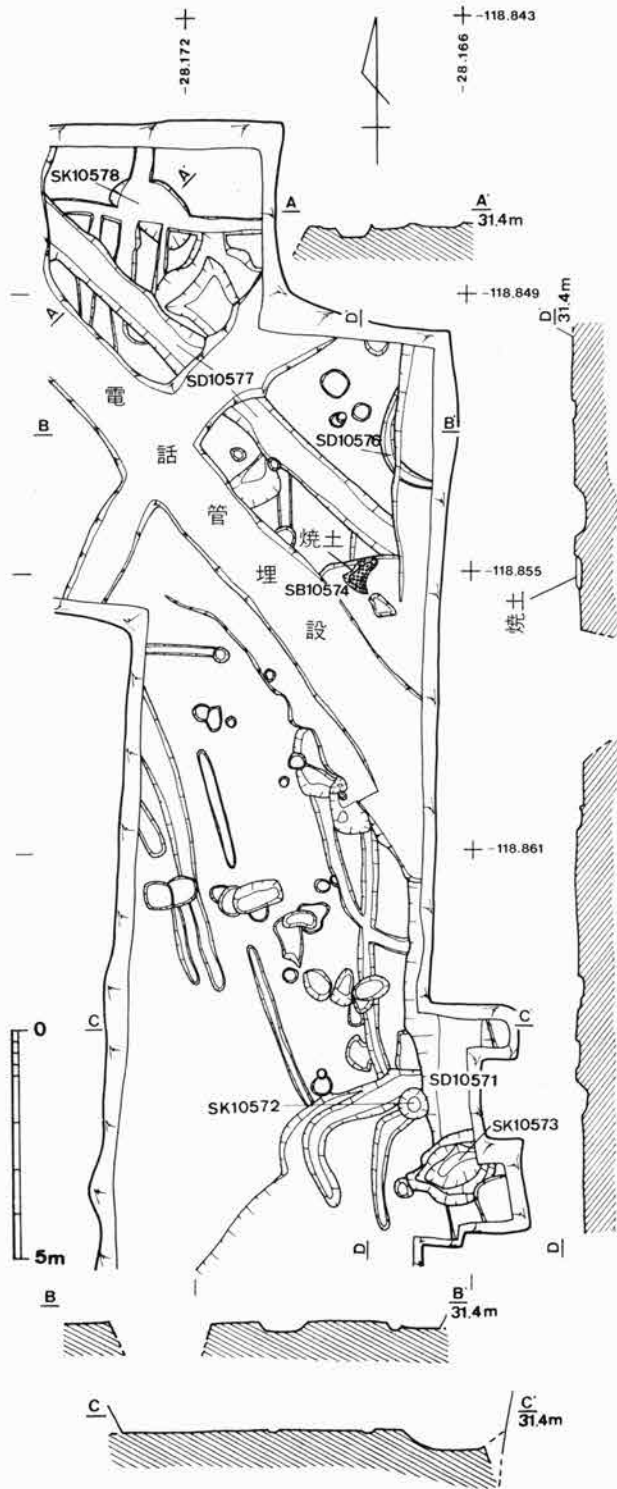 -28.172
-118.843
-28.166
SK10578
A'
A
A'
31.4m
A
-118.849
D'
D'
31.4m
SD10577
電話管埋設
B
B'
SD10576
焼土
SB10574
-118.855
焼土
-118.861
C
C'
0
SD10571
SK10572
SK10573
5m
D
D
B
B'
31.4m
C
C'
31.4m